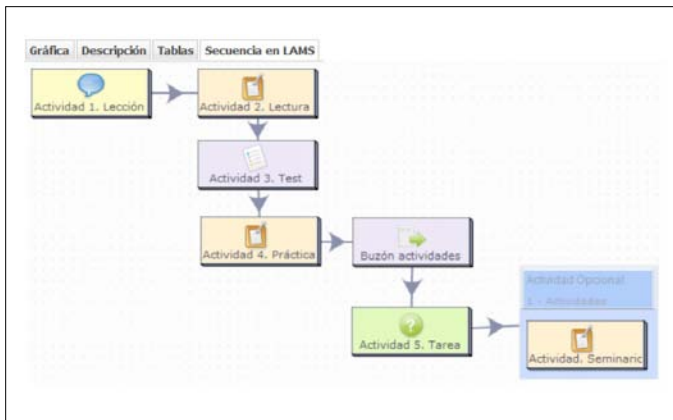 Gráfica Descripción Tablas Secuencia en LAMS
Actividad 1. Lección
Actividad 2. Lectura
Actividad 3. Test
Actividad 4. Práctica
Buzón actividades
Actividad 5. Tarea
Actividad Opcional
1 - Actividades
Actividad. Seminaric